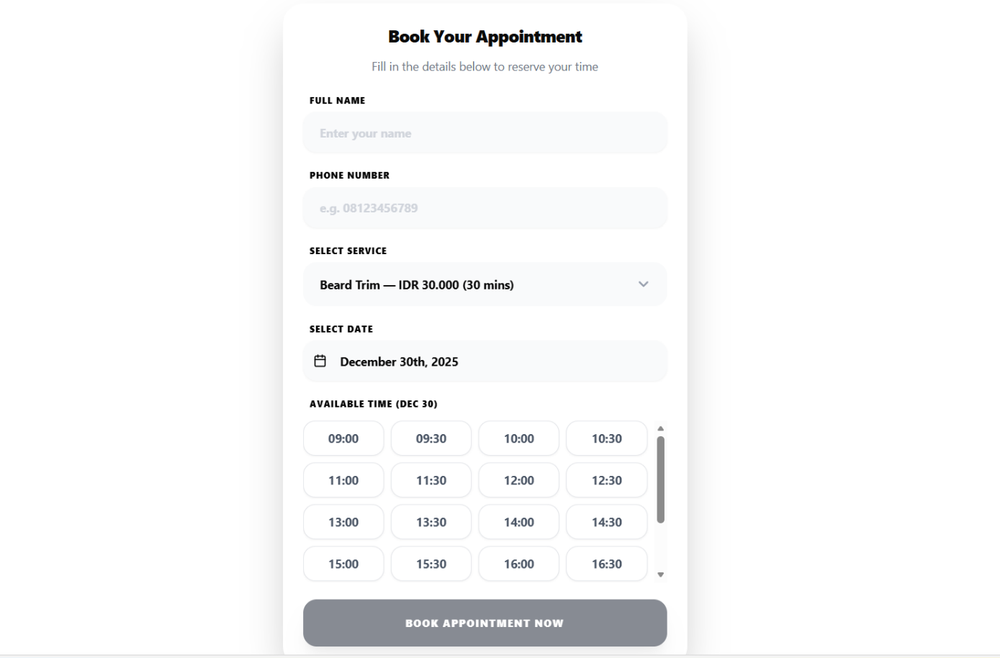 Book Your Appointment
Fill in the details below to reserve your time
FULL NAME
Enter your name
PHONE NUMBER
e.g. 08123456789
SELECT SERVICE
Beard Trim — IDR 30.000 (30 mins)
SELECT DATE
December 30th, 2025
AVAILABLE TIME (DEC 30)
09:00 09:30 10:00 10:30
11:00 11:30 12:00 12:30
13:00 13:30 14:00 14:30
15:00 15:30 16:00 16:30
BOOK APPOINTMENT NOW